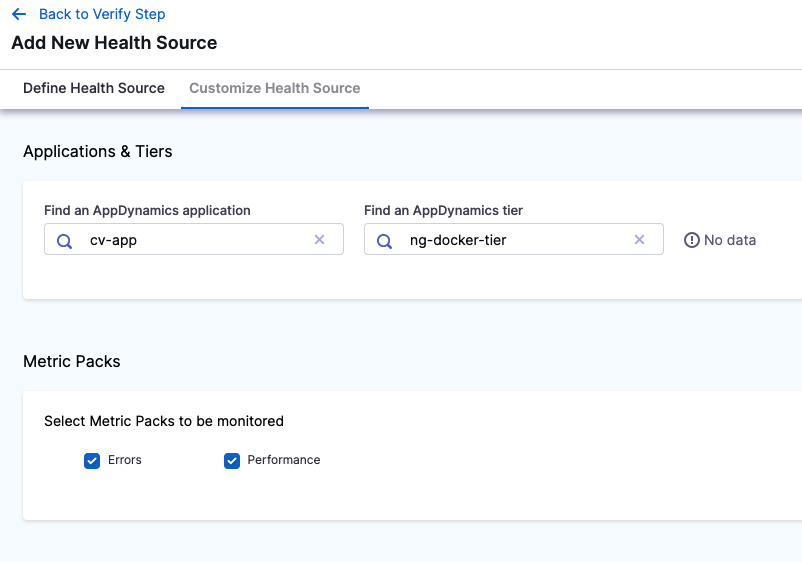 Back to Verify Step
Add New Health Source
Define Health Source Customize Health Source
Applications & Tiers
Find an AppDynamics application Find an AppDynamics tier
cv-app ng-docker-tier No data
Metric Packs
Select Metric Packs to be monitored
Errors Performance